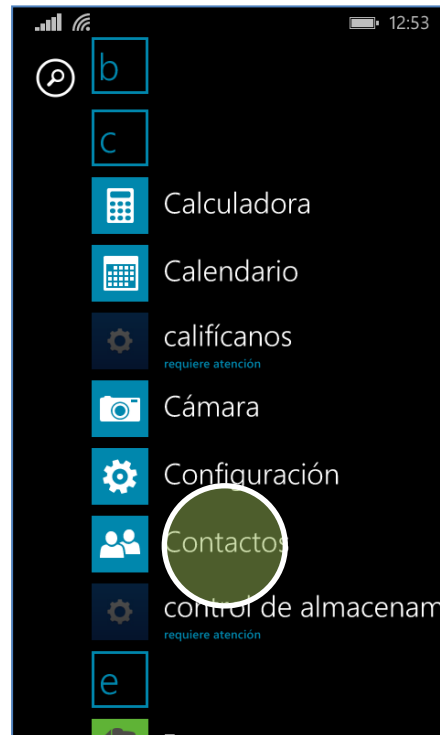 12:53
b
c
Calculadora
Calendario
califícanos
requiere atención
Cámara
Configuración
Contactos
control de almacenam
requiere atención
e